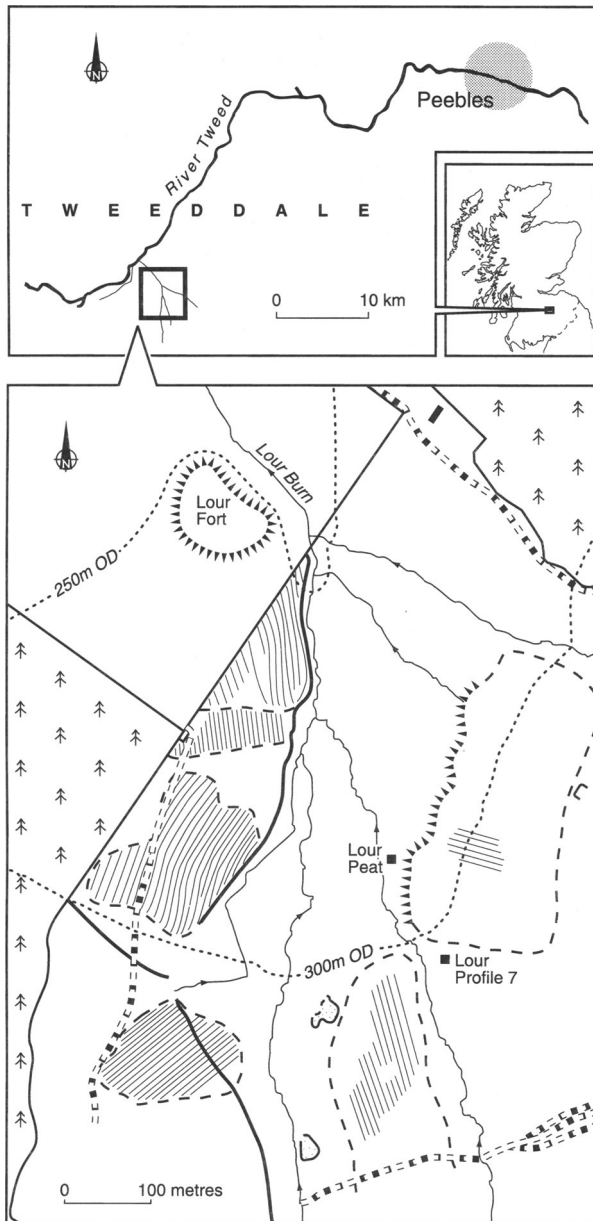 N
Peebles
River Tweed
TWEEDDALE
0 10 km
N
Lour Burn
Lour
Fort
250m OD
Lour
Peat
300m OD
Lour
Profile 7
0 100 metres